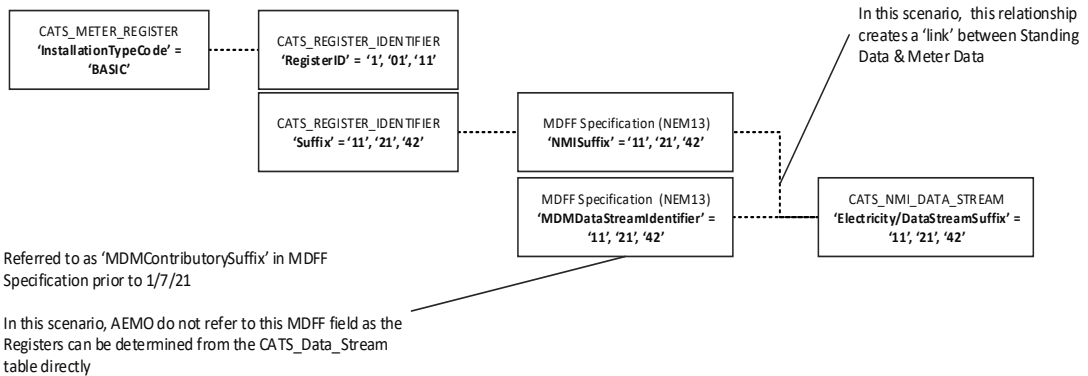 CATS_METER_REGISTER
‘InstallationTypeCode’ =
‘BASIC’
CATS_REGISTER_IDENTIFIER
‘RegisterID’ = ‘1’, ‘01’, ‘11’
CATS_REGISTER_IDENTIFIER
‘Suffix’ = ‘11’, ‘21’, ‘42’
MDFF Specification (NEM13)
‘NMISuffix’ = ‘11’, ‘21’, ‘42’
MDFF Specification (NEM13)
‘MDMDataStreamIdentifier’ =
‘11’, ‘21’, ‘42’
In this scenario, this relationship
creates a ‘link’ between Standing
Data & Meter Data
CATS_NMI_DATA_STREAM
‘Electricity/DataStreamSuffix’ =
‘11’, ‘21’, ‘42’
Referred to as ‘MDMContributorySuffix’ in MDFF
Specification prior to 1/7/21
In this scenario, AEMO do not refer to this MDFF field as the
Registers can be determined from the CATS_Data_Stream
table directly